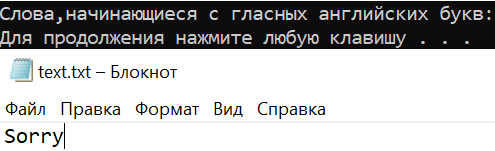 Слова,начинающиеся с гласных английских букв:
Для продолжения нажмите любую клавишу . . .
text.txt – Блокнот
Файл Правка Формат Вид Справка
Sorry